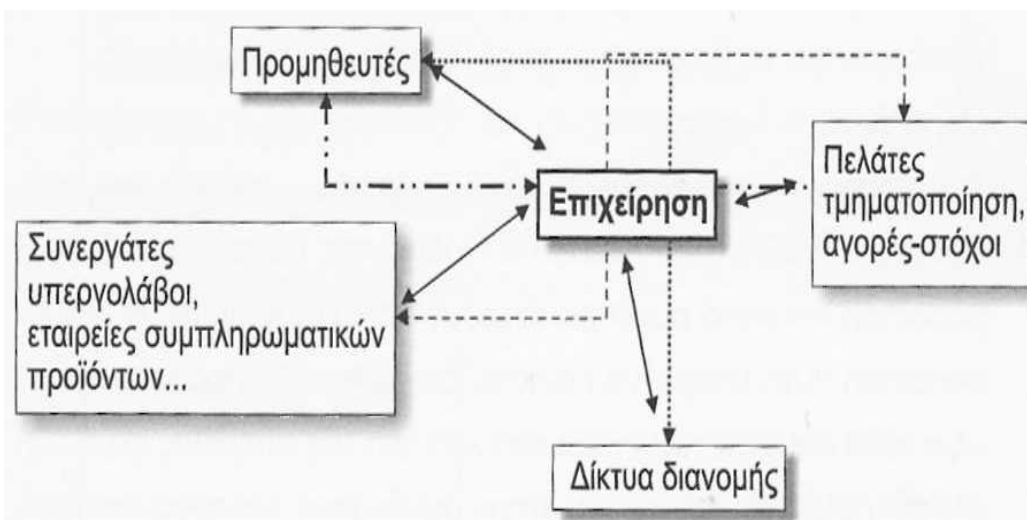 Προμηθευτές
Πελάτες
τμηματοποίηση,
αγορές-στόχοι
Επιχείρηση
Συνεργάτες
υπεργολάβοι,
εταιρείες συμπληρωματικών
προϊόντων...
Δίκτυα διανομής